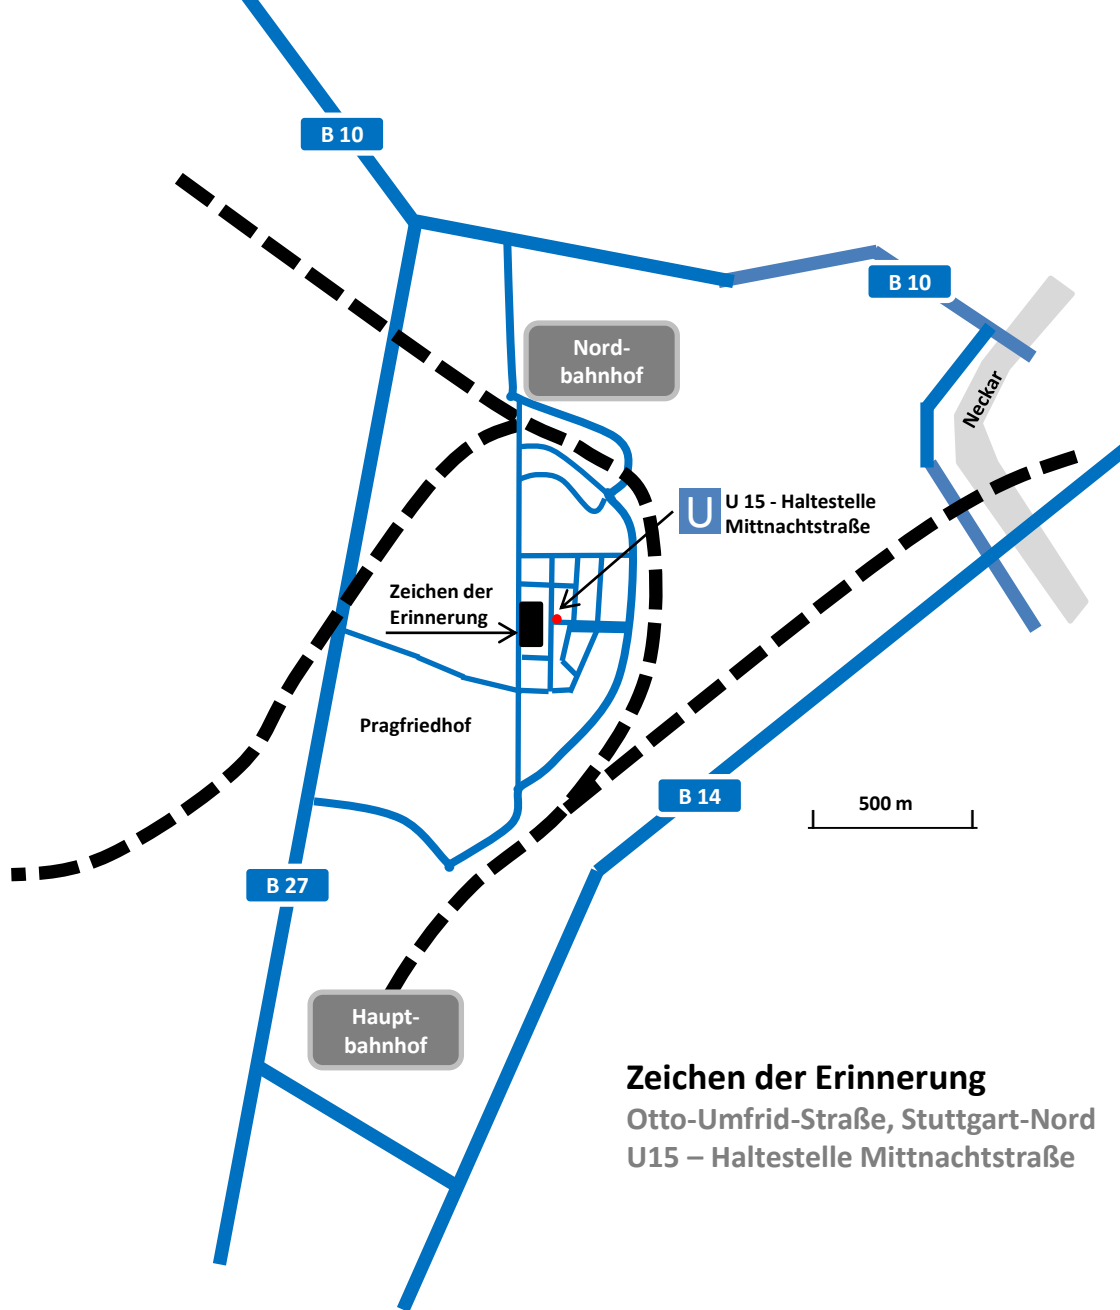 B 10
B 10
Nord-
bahnhof
Neckar
U
U 15 - Haltestelle
Mittnachtstraße
Zeichen der
Erinnerung
Pragfriedhof
B 14
500 m
B 27
Haupt-
bahnhof
Zeichen der Erinnerung
Otto-Umfrid-Straße, Stuttgart-Nord
U15 – Haltestelle Mittnachtstraße